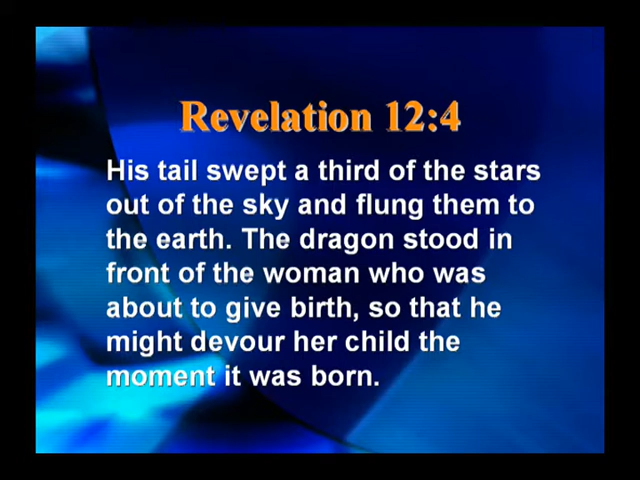 Revelation 12:4
His tail swept a third of the stars
out of the sky and flung them to
the earth. The dragon stood in
front of the woman who was
about to give birth, so that he
might devour her child the
moment it was born.